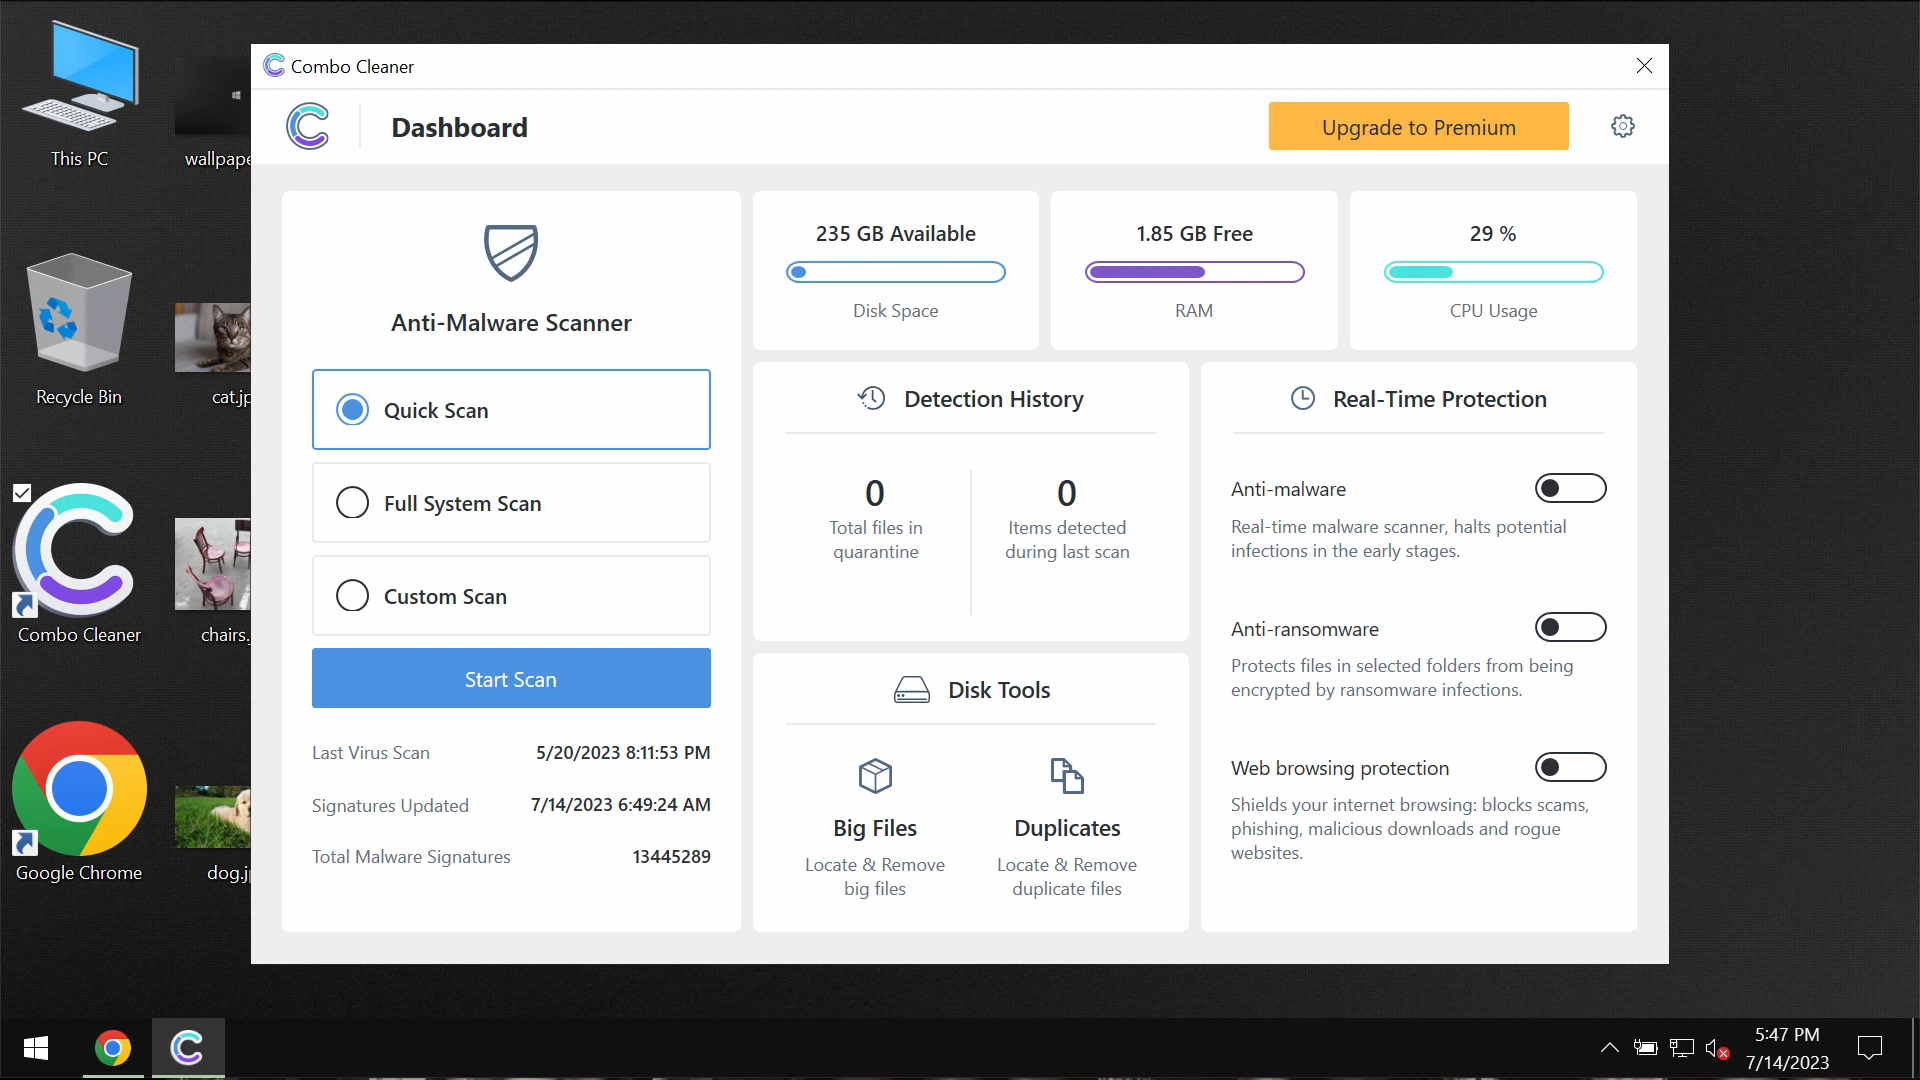 Combo Cleaner
Dashboard
Upgrade to Premium
This PC
wallpape
Recycle Bin
cat.jp
Combo Cleaner
chairs.
Google Chrome
dog.j
Anti-Malware Scanner
Quick Scan
Full System Scan
Custom Scan
Start Scan
Last Virus Scan 5/20/2023 8:11:53 PM
Signatures Updated 7/14/2023 6:49:24 AM
Total Malware Signatures 13445289
235 GB Available
Disk Space
1.85 GB Free
RAM
29 %
CPU Usage
Detection History
0
Total files in
quarantine
0
Items detected
during last scan
Disk Tools
Big Files
Locate & Remove
big files
Duplicates
Locate & Remove
duplicate files
Real-Time Protection
Anti-malware
Real-time malware scanner, halts potential
infections in the early stages.
Anti-ransomware
Protects files in selected folders from being
encrypted by ransomware infections.
Web browsing protection
Shields your internet browsing: blocks scams,
phishing, malicious downloads and rogue
websites.
5:47 PM
7/14/2023